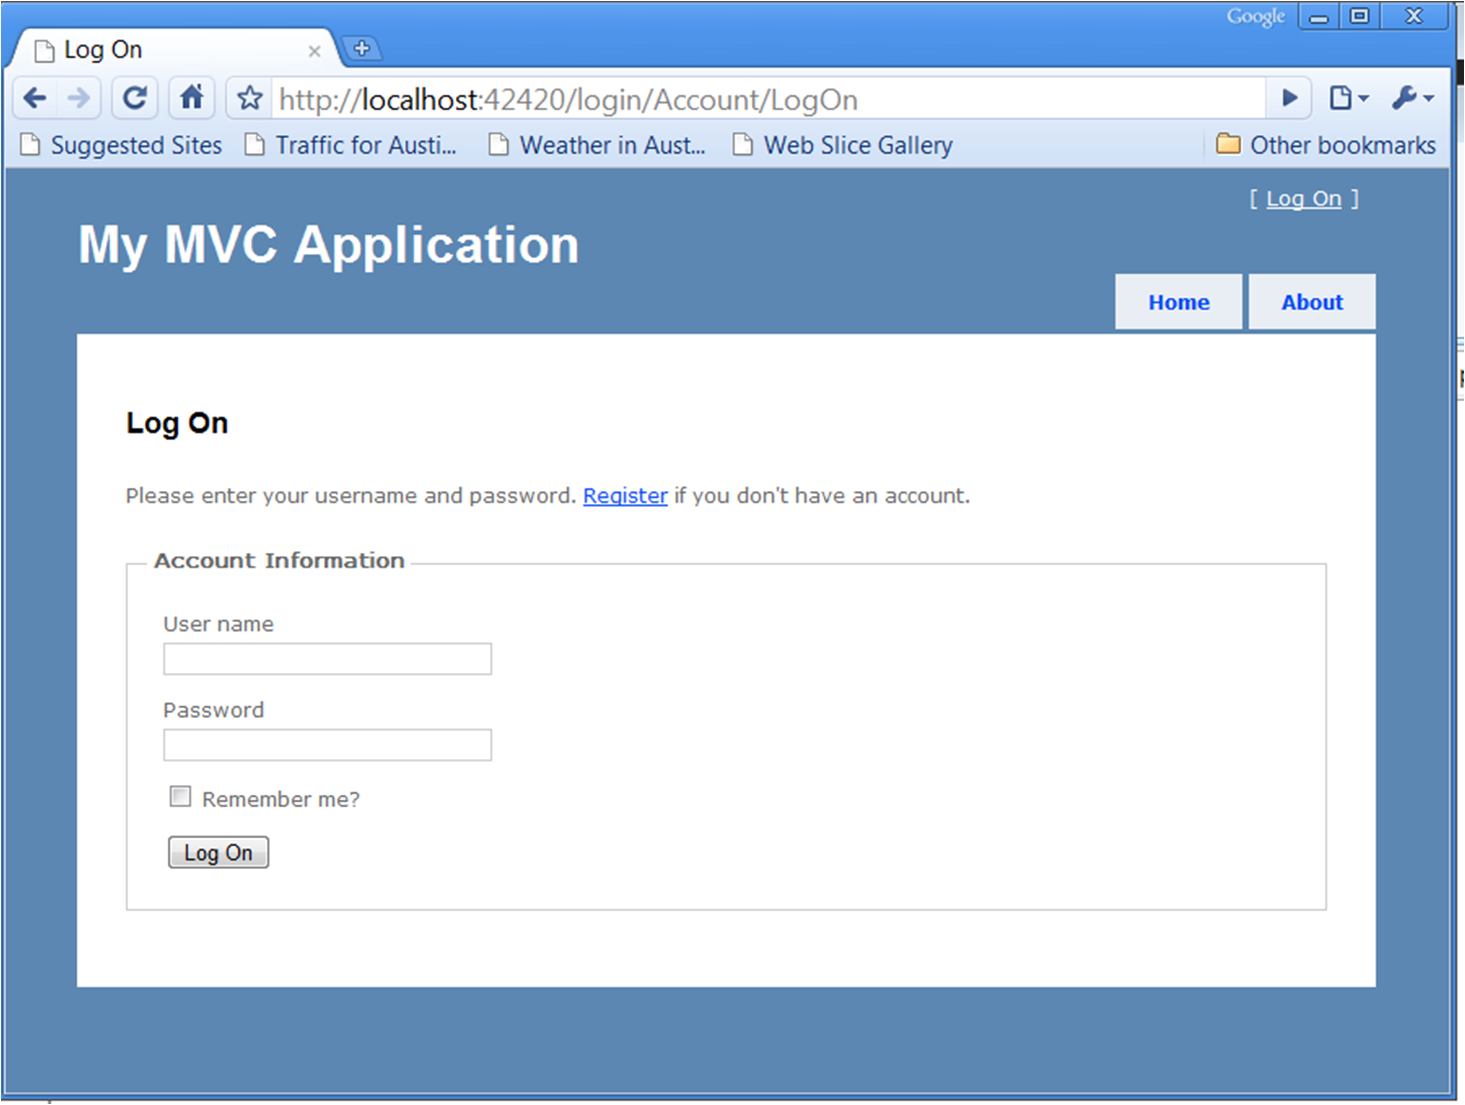 Google
Log On
http://localhost:42420/login/Account/LogOn
Suggested Sites Traffic for Austi... Weather in Aust... Web Slice Gallery Other bookmarks
[ Log On ]
My MVC Application
Home About
Log On
Please enter your username and password. Register if you don't have an account.
Account Information
User name
Password
Remember me?
Log On